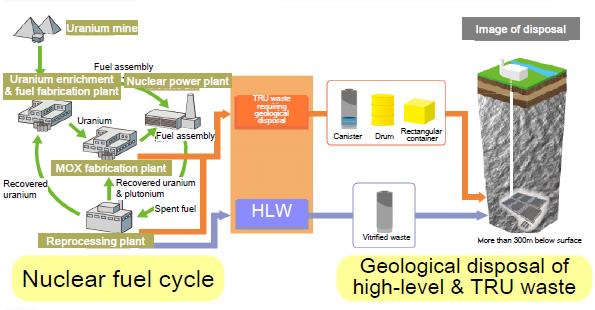 Uranium mine
Image of disposal
Fuel assembly
Uranium enrichment
& fuel fabrication plant
Nuclear power plant
TRU waste
requiring
geological
disposal
Uranium
Fuel assembly
Canister
Drum
Rectangular
container
MOX fabrication plant
Recovered
uranium
Recovered uranium
& plutonium
Spent fuel
HLW
Vitrified waste
Reprocessing plant
More than 300m below surface
Nuclear fuel cycle
Geological disposal of
high-level & TRU waste